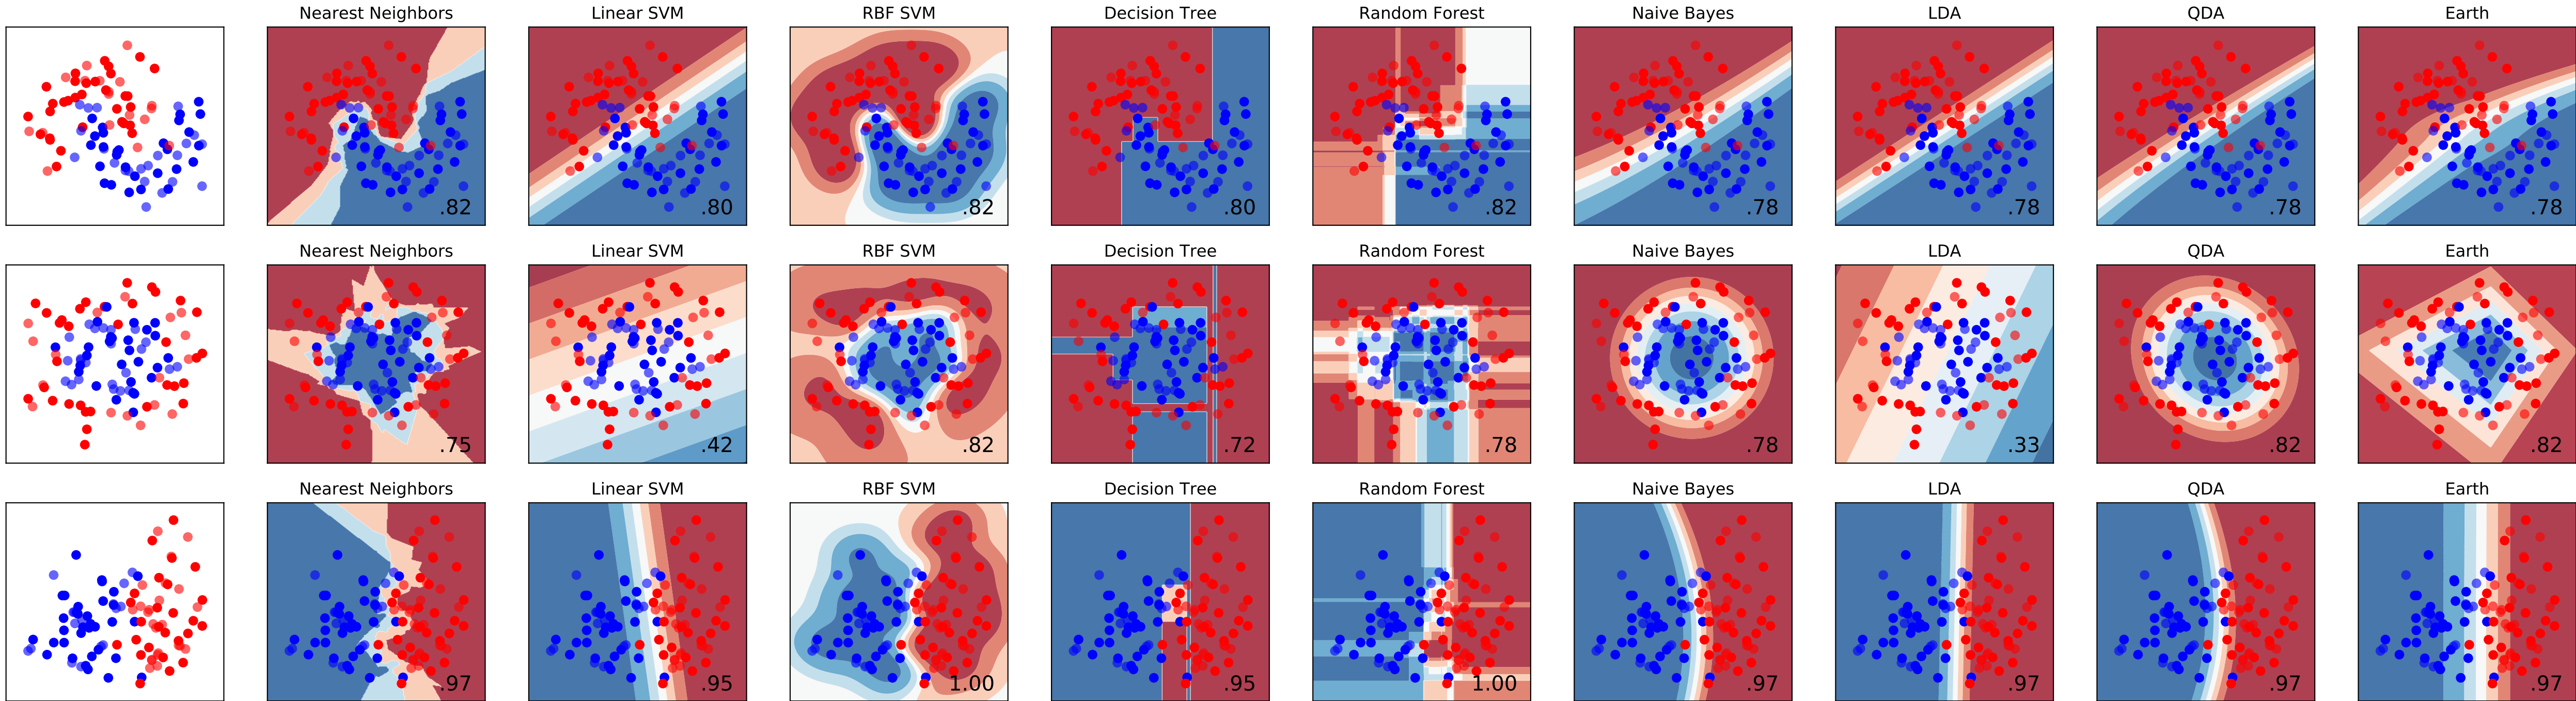 Nearest Neighbors Linear SVM RBF SVM Decision Tree Random Forest Naive Bayes LDA QDA Earth
.82 .80 .82 .80 .82 .78 .78 .78 .78
Nearest Neighbors Linear SVM RBF SVM Decision Tree Random Forest Naive Bayes LDA QDA Earth
.75 .42 .82 .72 .78 .78 .33 .82 .82
Nearest Neighbors Linear SVM RBF SVM Decision Tree Random Forest Naive Bayes LDA QDA Earth
.97 .95 1.00 .95 1.00 .97 .97 .97 .97